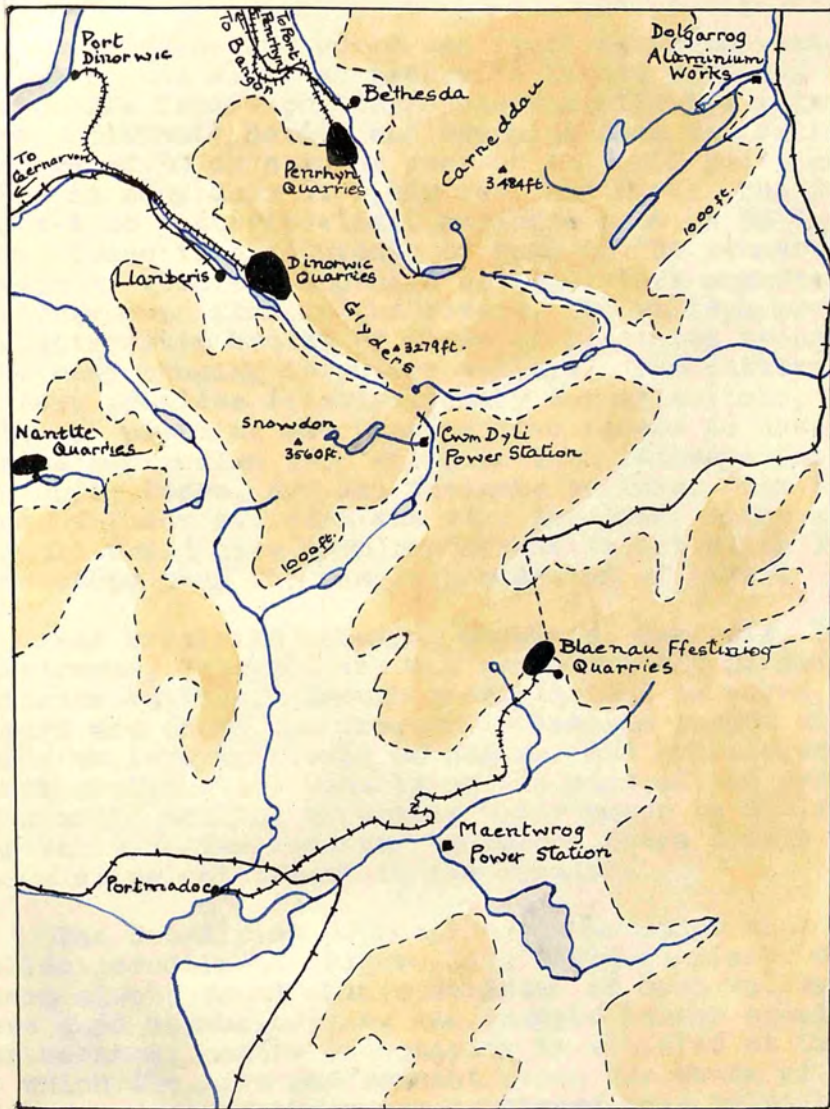 Port
Dinorwic
To Port
Penrhyn
To
Bangor
Bethesda
Dolgarrog
Aluminium
Works
Carneddau
3484ft.
To
Caernarvon
Penrhyn
Quarries
1000ft.
Llanberis
Dinorwic
Quarries
Glyders
3279ft.
Snowdon
3560ft.
Cwm Dyli
Power Station
Nantlle
Quarries
1000ft.
Blaenau Ffestiniog
Quarries
Maentwrog
Power Station
Portmadoc